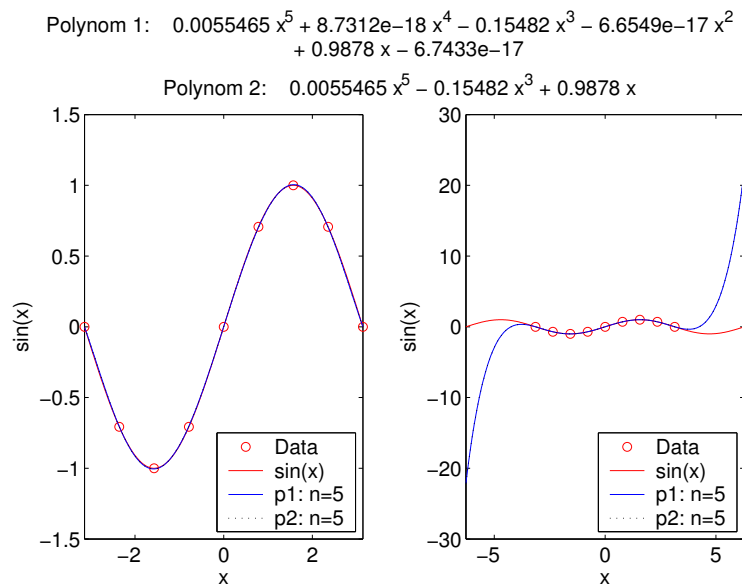 Polynom 1: 0.0055465 x^5 + 8.7312e−18 x^4 − 0.15482 x^3 − 6.6549e−17 x^2
+ 0.9878 x − 6.7433e−17
Polynom 2: 0.0055465 x^5 − 0.15482 x^3 + 0.9878 x
1.5
1
0.5
0
−0.5
−1
−1.5
sin(x)
−2
0
2
x
Data
sin(x)
p1: n=5
p2: n=5
30
20
10
0
−10
−20
−30
sin(x)
−5
0
5
x
Data
sin(x)
p1: n=5
p2: n=5